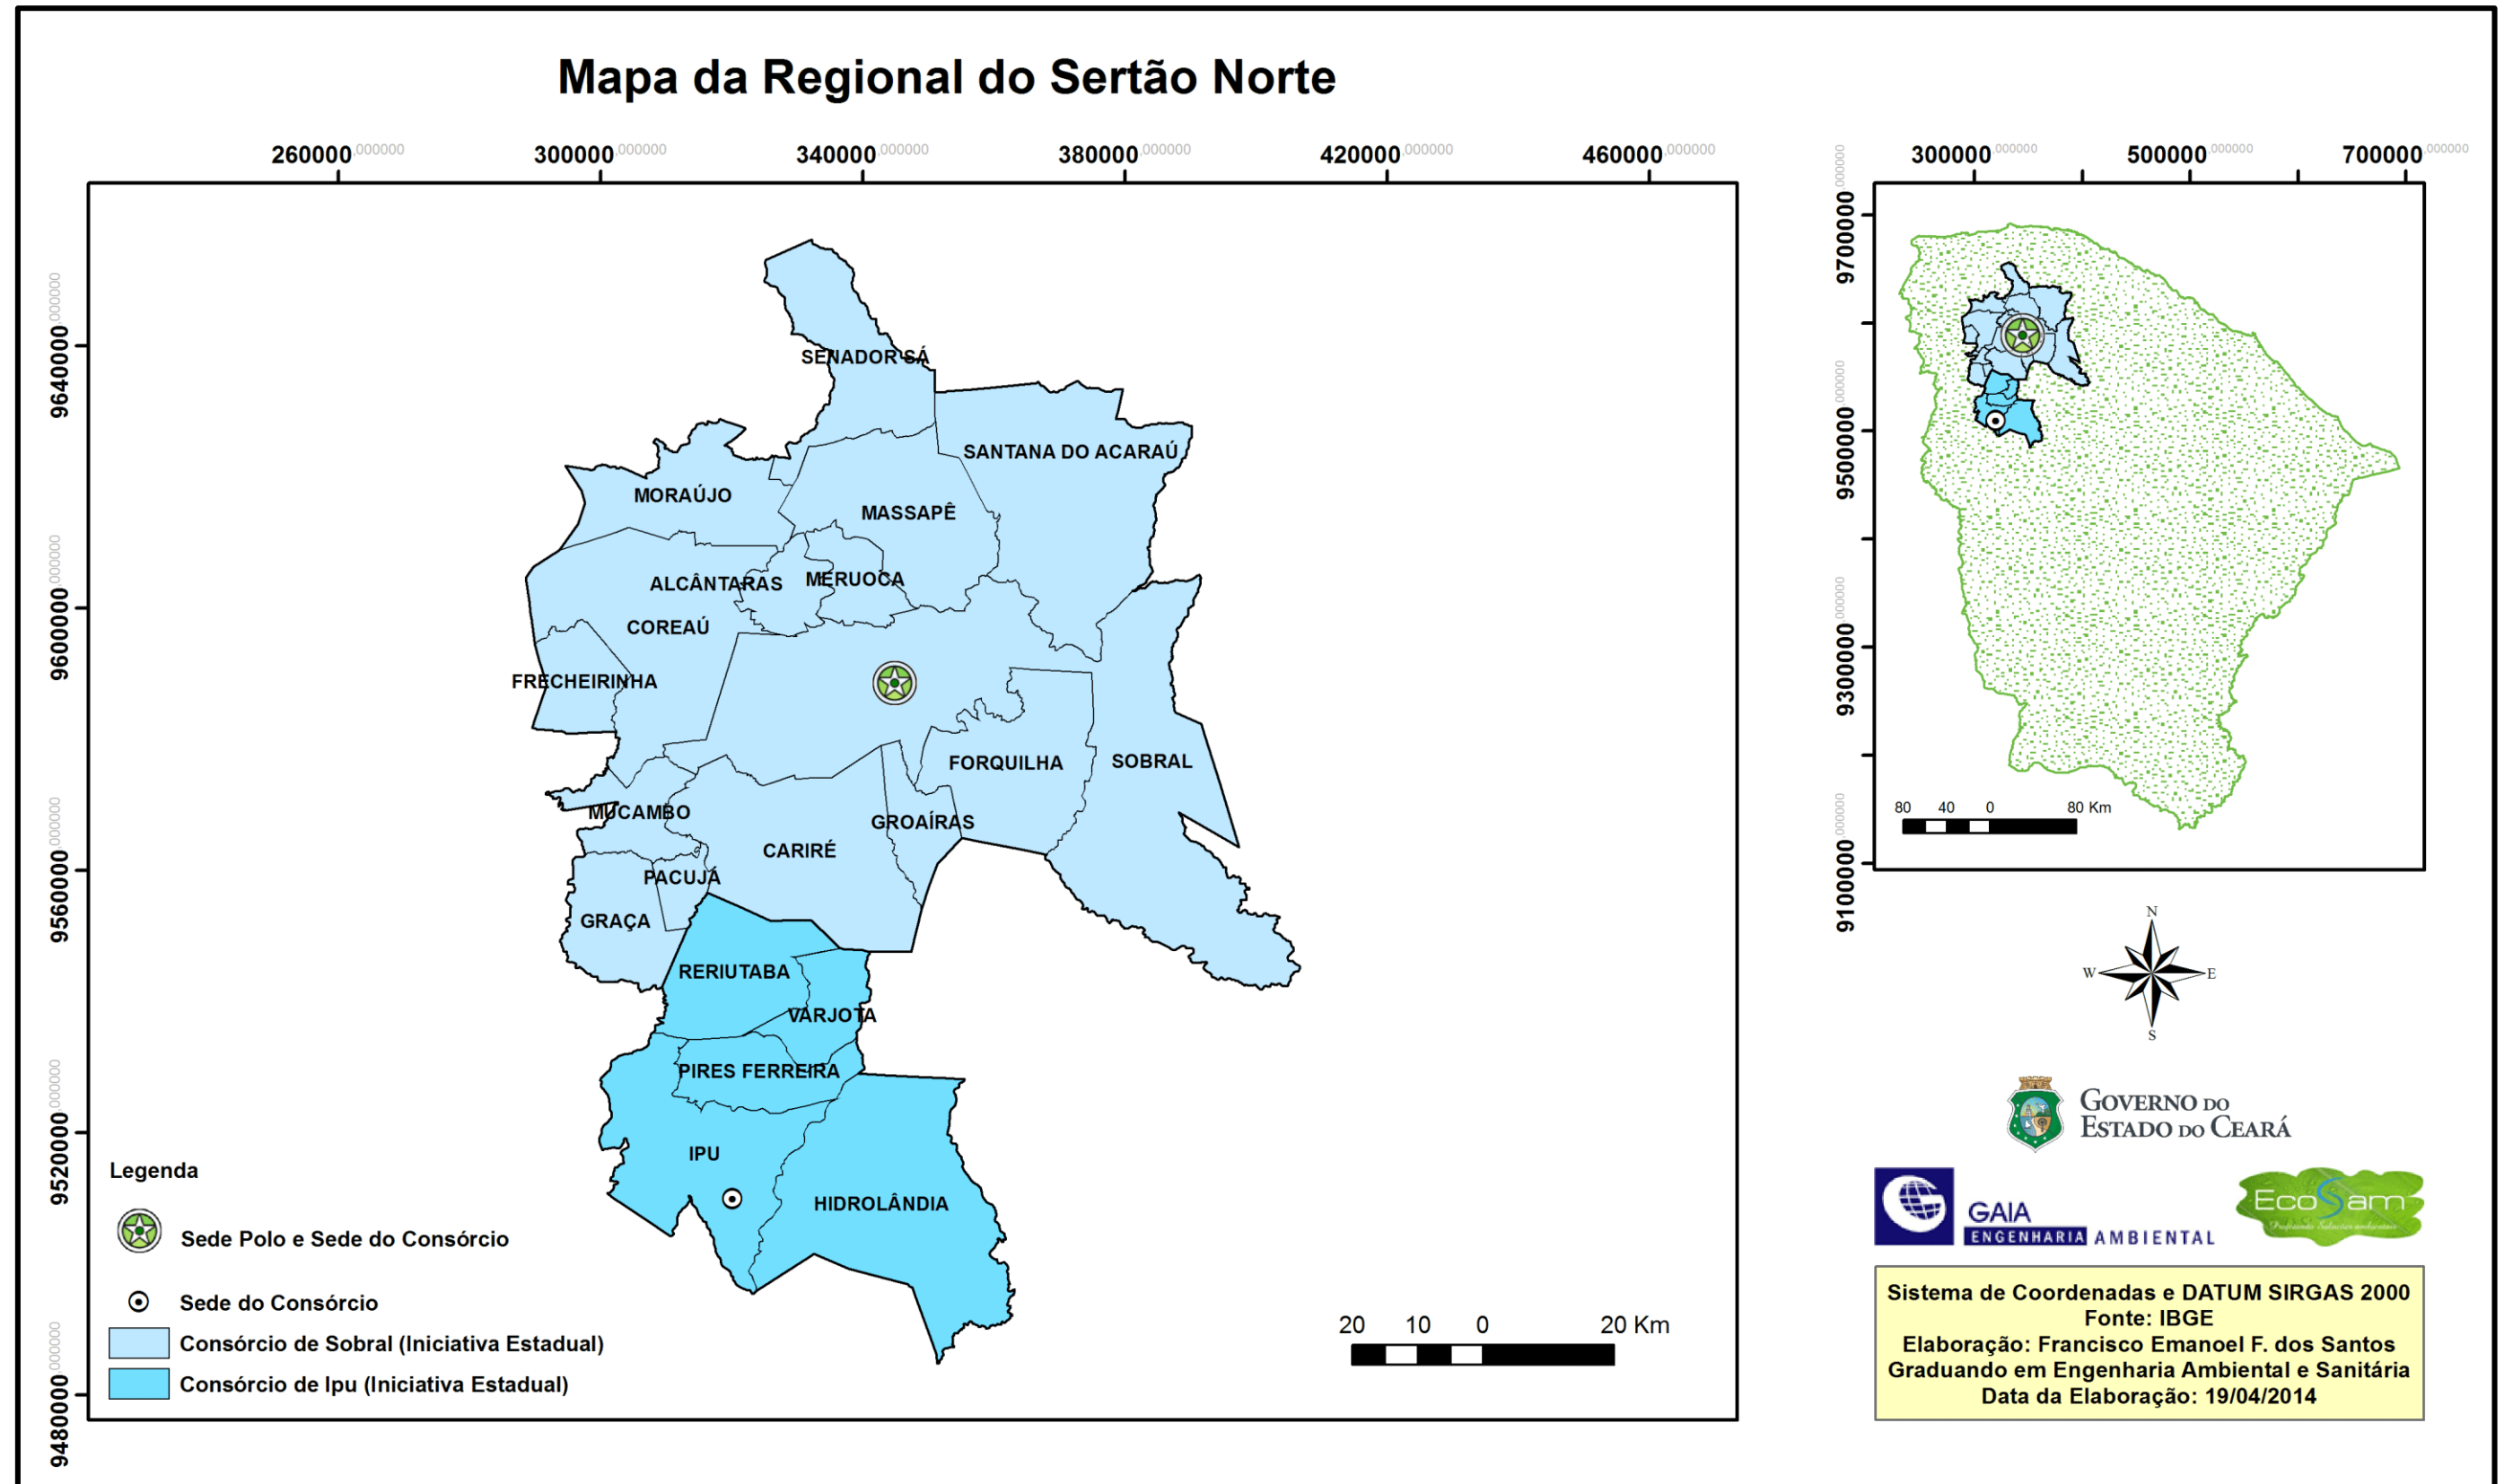 Mapa da Regional do Sertão Norte
260000,000000 300000,000000 340000,000000 380000,000000 420000,000000 460000,000000
9640000,000000
9600000,000000
9560000,000000
9520000,000000
9480000,000000
SENADOR SÁ
SANTANA DO ACARAÚ
MORAÚJO
MASSAPÊ
ALCÂNTARAS
MERUOCA
COREAÚ
FRECHEIRINHA
FORQUILHA
SOBRAL
MUCAMBO
GROAÍRAS
CARIRÉ
PACUJÁ
GRAÇA
RERIUTABA
VARJOTA
PIRES FERREIRA
IPU
HIDROLÂNDIA
Legenda
Sede Polo e Sede do Consórcio
Sede do Consórcio
Consórcio de Sobral (Iniciativa Estadual)
Consórcio de Ipu (Iniciativa Estadual)
20 10 0 20 Km
300000,000000 500000,000000 700000,000000
9700000,000000
9500000,000000
9300000,000000
9100000,000000
80 40 0 80 Km
N
W E
S
GOVERNO DO
ESTADO DO CEARÁ
GAIA
ENGENHARIA AMBIENTAL
EcoSam
Sistema de Coordenadas e DATUM SIRGAS 2000
Fonte: IBGE
Elaboração: Francisco Emanoel F. dos Santos
Graduando em Engenharia Ambiental e Sanitária
Data da Elaboração: 19/04/2014